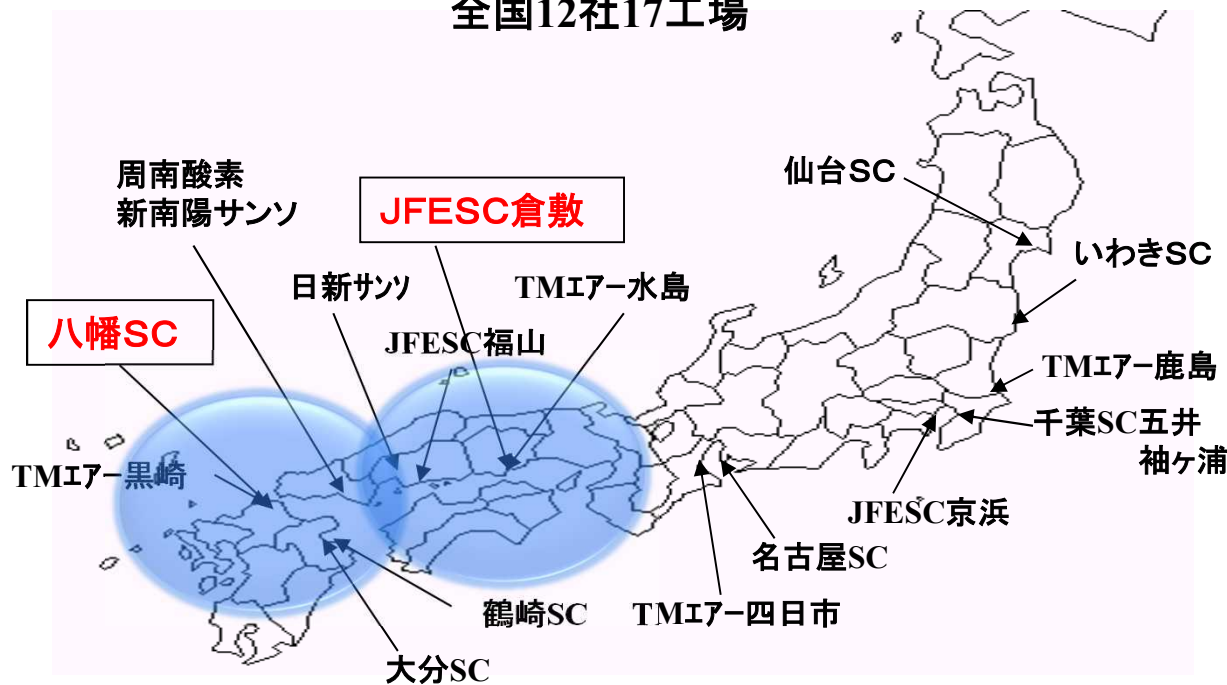 全国12社17工場
周南酸素
新南陽サンソ
JFESC倉敷
仙台SC
いわきSC
日新サンソ
TMエアー水島
八幡SC
JFESC福山
TMエアー鹿島
千葉SC五井
袖ヶ浦
TMエアー黒崎
JFESC京浜
名古屋SC
鶴崎SC
TMエアー四日市
大分SC